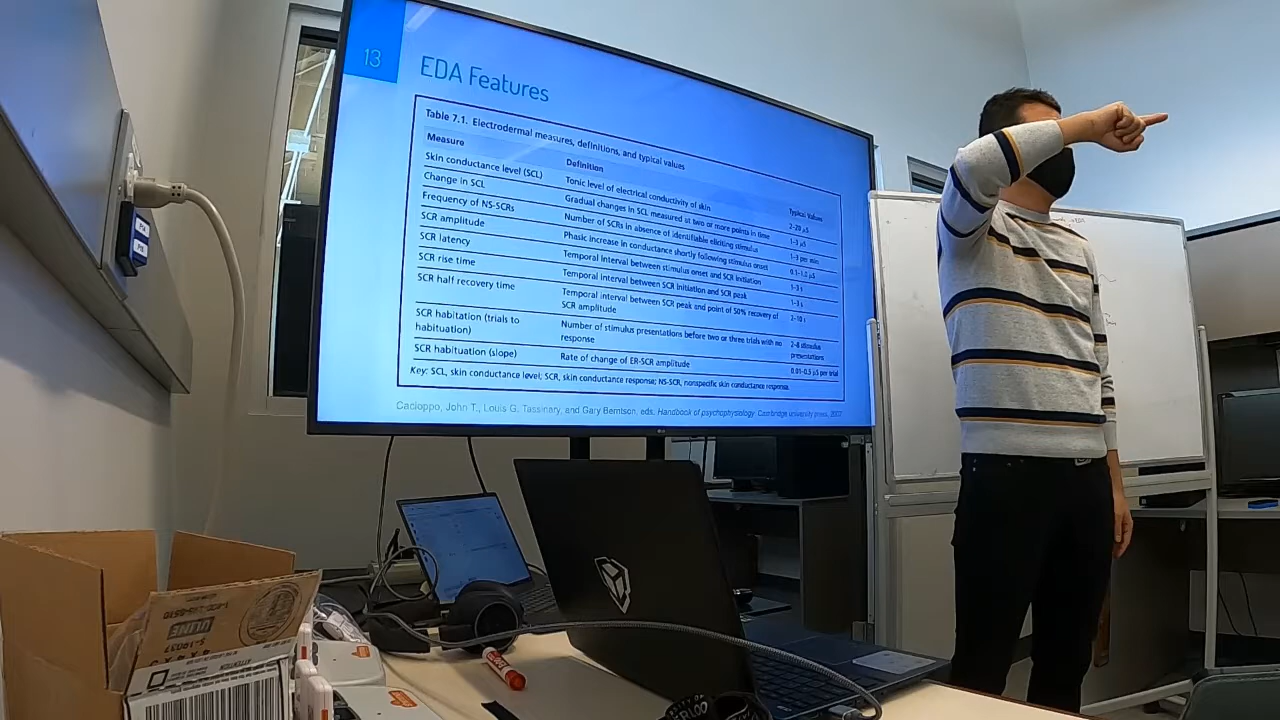 13
EDA Features
Table 7.1. Electrodermal measures, definitions, and typical values
Measure Definition Typical Values
Skin conductance level (SCL) Tonic level of electrical conductivity of skin 2–20 µS
Change in SCL Gradual changes in SCL measured at two or more points in time 1–3 µS
Frequency of NS-SCRs Number of SCRs in absence of identifiable eliciting stimulus 1–3 per min
SCR amplitude Phasic increase in conductance shortly following stimulus onset
SCR latency Temporal interval between stimulus onset and SCR initiation 1–3 s
SCR rise time Temporal interval between SCR initiation and SCR peak 1–3 s
SCR half recovery time Temporal interval between SCR peak and point of 50% recovery of 2–10 s
SCR amplitude
SCR habitation (trials to Number of stimulus presentations before two or three trials with no 2–8 stimulus
habituation) response presentations
SCR habituation (slope) Rate of change of ER-SCR amplitude 0.01–0.5 µS per trial
Key: SCL, skin conductance level; SCR, skin conductance response; NS-SCR, nonspecific skin conductance response.
Cacioppo, John T., Louis G. Tassinary, and Gary Berntson, eds. Handbook of psychophysiology. Cambridge university press, 2007
ULINE
ATTENTION